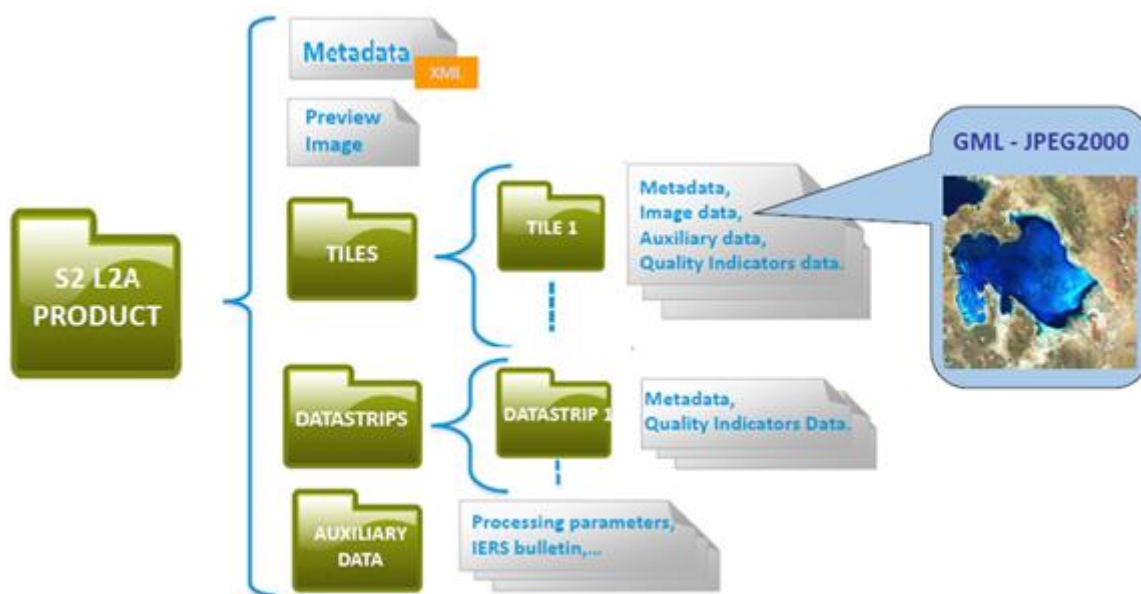 S2 L2A
PRODUCT
Metadata
XML
Preview
Image
TILES
TILE 1
Metadata,
Image data,
Auxiliary data,
Quality Indicators data.
GML - JPEG2000
DATASTRIPS
DATASTRIP 1
Metadata,
Quality Indicators Data.
AUXILIARY
DATA
Processing parameters,
IERS bulletin,...